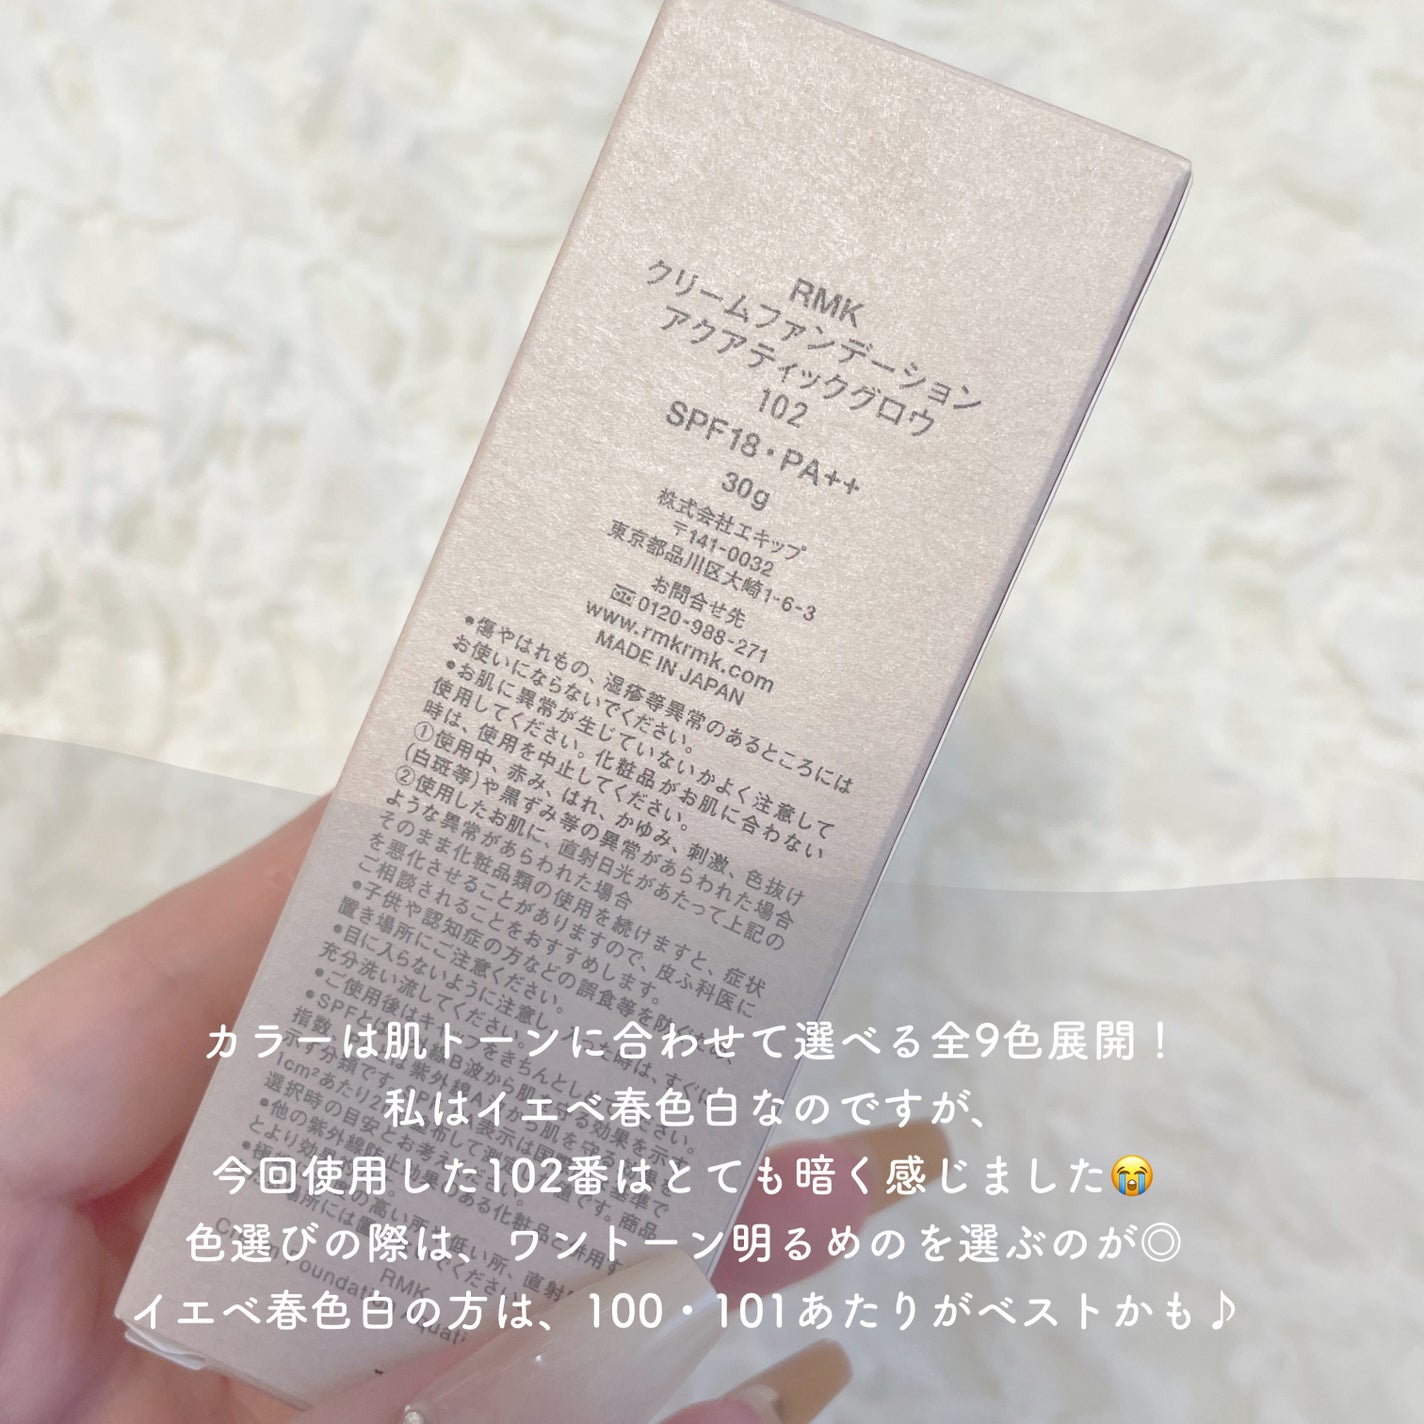 RMK
クリームファンデーション
アクアティックグロウ
102
SPF18・PA++
30g
株式会社エキップ
〒141-0032
東京都品川区大崎1-6-3
お問合せ先
0120-988-271
www.rmkrmk.com
MADE IN JAPAN
●傷やはれもの、湿疹等異常のあるところには
お使いにならないでください。
●お肌に異常が生じていないかよく注意して
使用してください。化粧品がお肌に合わない
時は、使用を中止してください。
①使用中、赤み、はれ、かゆみ、刺激、色抜け
(白斑等)や黒ずみ等の異常があらわれた場合
②使用したお肌に、直射日光があたって上記の
ような異常があらわれた場合
そのまま化粧品類の使用を続けますと、症状
を悪化させることがありますので、皮ふ科医に
ご相談されることをおすすめします。
●子供や認知症の方などの誤食等を防ぐため、
置き場所にご注意ください。
●目に入らないように注意し、入った時は、すぐに
充分洗い流してください。
カラーは肌トーンに合わせて選べる全9色展開！
私はイエベ春色白なのですが、
今回使用した102番はとても暗く感じました😭
色選びの際は、ワントーン明るめのを選ぶのが◎
イエベ春色白の方は、100・101あたりがベストかも♪